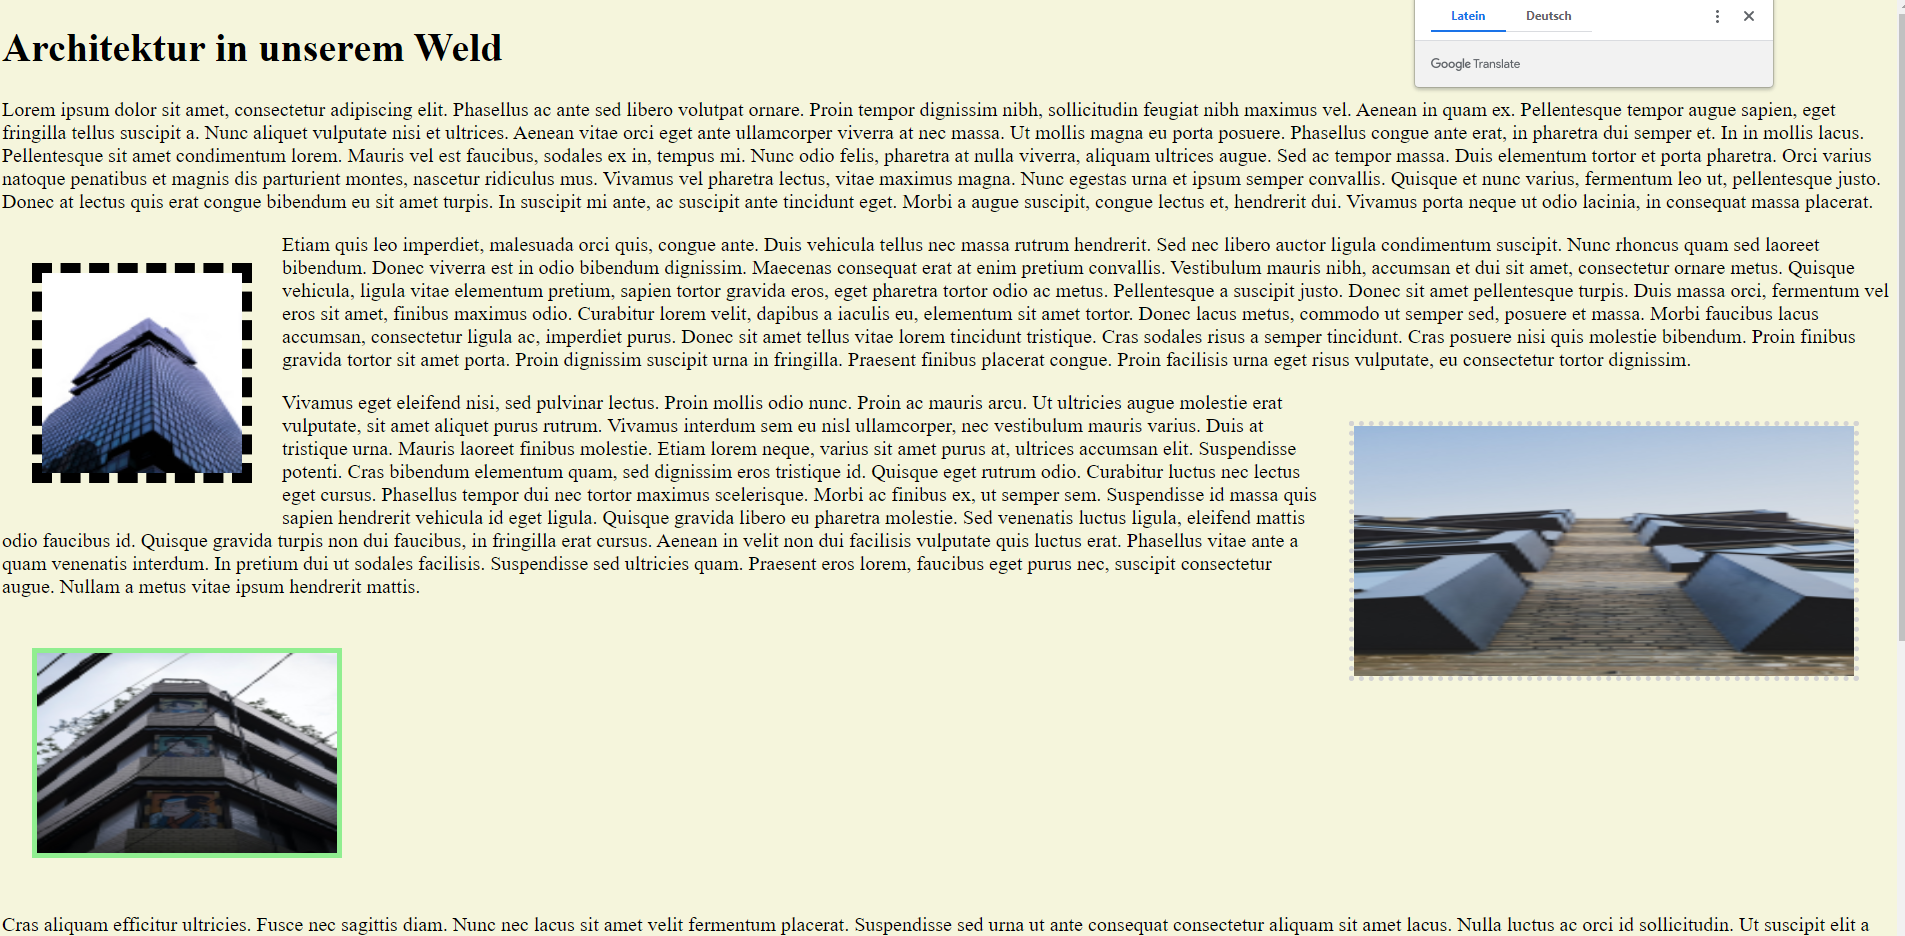 Latein Deutsch
Google Translate
Architektur in unserem Weld
Lorem ipsum dolor sit amet, consectetur adipiscing elit. Phasellus ac ante sed libero volutpat ornare. Proin tempor dignissim nibh, sollicitudin feugiat nibh maximus vel. Aenean in quam ex. Pellentesque tempor augue sapien, eget
fringilla tellus suscipit a. Nunc aliquet vulputate nisi et ultrices. Aenean vitae orci eget ante ullamcorper viverra at nec massa. Ut mollis magna eu porta posuere. Phasellus congue ante erat, in pharetra dui semper et. In in mollis lacus.
Pellentesque sit amet condimentum lorem. Mauris vel est faucibus, sodales ex in, tempus mi. Nunc odio felis, pharetra at nulla viverra, aliquam ultrices augue. Sed ac tempor massa. Duis elementum tortor et porta pharetra. Orci varius
natoque penatibus et magnis dis parturient montes, nascetur ridiculus mus. Vivamus vel pharetra lectus, vitae maximus magna. Nunc egestas urna et ipsum semper convallis. Quisque et nunc varius, fermentum leo ut, pellentesque justo.
Donec at lectus quis erat congue bibendum eu sit amet turpis. In suscipit mi ante, ac suscipit ante tincidunt eget. Morbi a augue suscipit, congue lectus et, hendrerit dui. Vivamus porta neque ut odio lacinia, in consequat massa placerat.
Etiam quis leo imperdiet, malesuada orci quis, congue ante. Duis vehicula tellus nec massa rutrum hendrerit. Sed nec libero auctor ligula condimentum suscipit. Nunc rhoncus quam sed laoreet
bibendum. Donec viverra est in odio bibendum dignissim. Maecenas consequat erat at enim pretium convallis. Vestibulum mauris nibh, accumsan et dui sit amet, consectetur ornare metus. Quisque
vehicula, ligula vitae elementum pretium, sapien tortor gravida eros, eget pharetra tortor odio ac metus. Pellentesque a suscipit justo. Donec sit amet pellentesque turpis. Duis massa orci, fermentum vel
eros sit amet, finibus maximus odio. Curabitur lorem velit, dapibus a iaculis eu, elementum sit amet tortor. Donec lacus metus, commodo ut semper sed, posuere et massa. Morbi faucibus lacus
accumsan, consectetur ligula ac, imperdiet purus. Donec sit amet tellus vitae lorem tincidunt tristique. Cras sodales risus a semper tincidunt. Cras posuere nisi quis molestie bibendum. Proin finibus
gravida tortor sit amet porta. Proin dignissim suscipit urna in fringilla. Praesent finibus placerat congue. Proin facilisis urna eget risus vulputate, eu consectetur tortor dignissim.
Vivamus eget eleifend nisi, sed pulvinar lectus. Proin mollis odio nunc. Proin ac mauris arcu. Ut ultricies augue molestie erat
vulputate, sit amet aliquet purus rutrum. Vivamus interdum sem eu nisl ullamcorper, nec vestibulum mauris varius. Duis at
tristique urna. Mauris laoreet finibus molestie. Etiam lorem neque, varius sit amet purus at, ultrices accumsan elit. Suspendisse
potenti. Cras bibendum elementum quam, sed dignissim eros tristique id. Quisque eget rutrum odio. Curabitur luctus nec lectus
eget cursus. Phasellus tempor dui nec tortor maximus scelerisque. Morbi ac finibus ex, ut semper sem. Suspendisse id massa quis
sapien hendrerit vehicula id eget ligula. Quisque gravida libero eu pharetra molestie. Sed venenatis luctus ligula, eleifend mattis
odio faucibus id. Quisque gravida turpis non dui faucibus, in fringilla erat cursus. Aenean in velit non dui facilisis vulputate quis luctus erat. Phasellus vitae ante a
quam venenatis interdum. In pretium dui ut sodales facilisis. Suspendisse sed ultricies quam. Praesent eros lorem, faucibus eget purus nec, suscipit consectetur
augue. Nullam a metus vitae ipsum hendrerit mattis.
Cras aliquam efficitur ultricies. Fusce nec sagittis diam. Nunc nec lacus sit amet velit fermentum placerat. Suspendisse sed urna ut ante consequat consectetur aliquam sit amet lacus. Nulla luctus ac orci id sollicitudin. Ut suscipit elit a